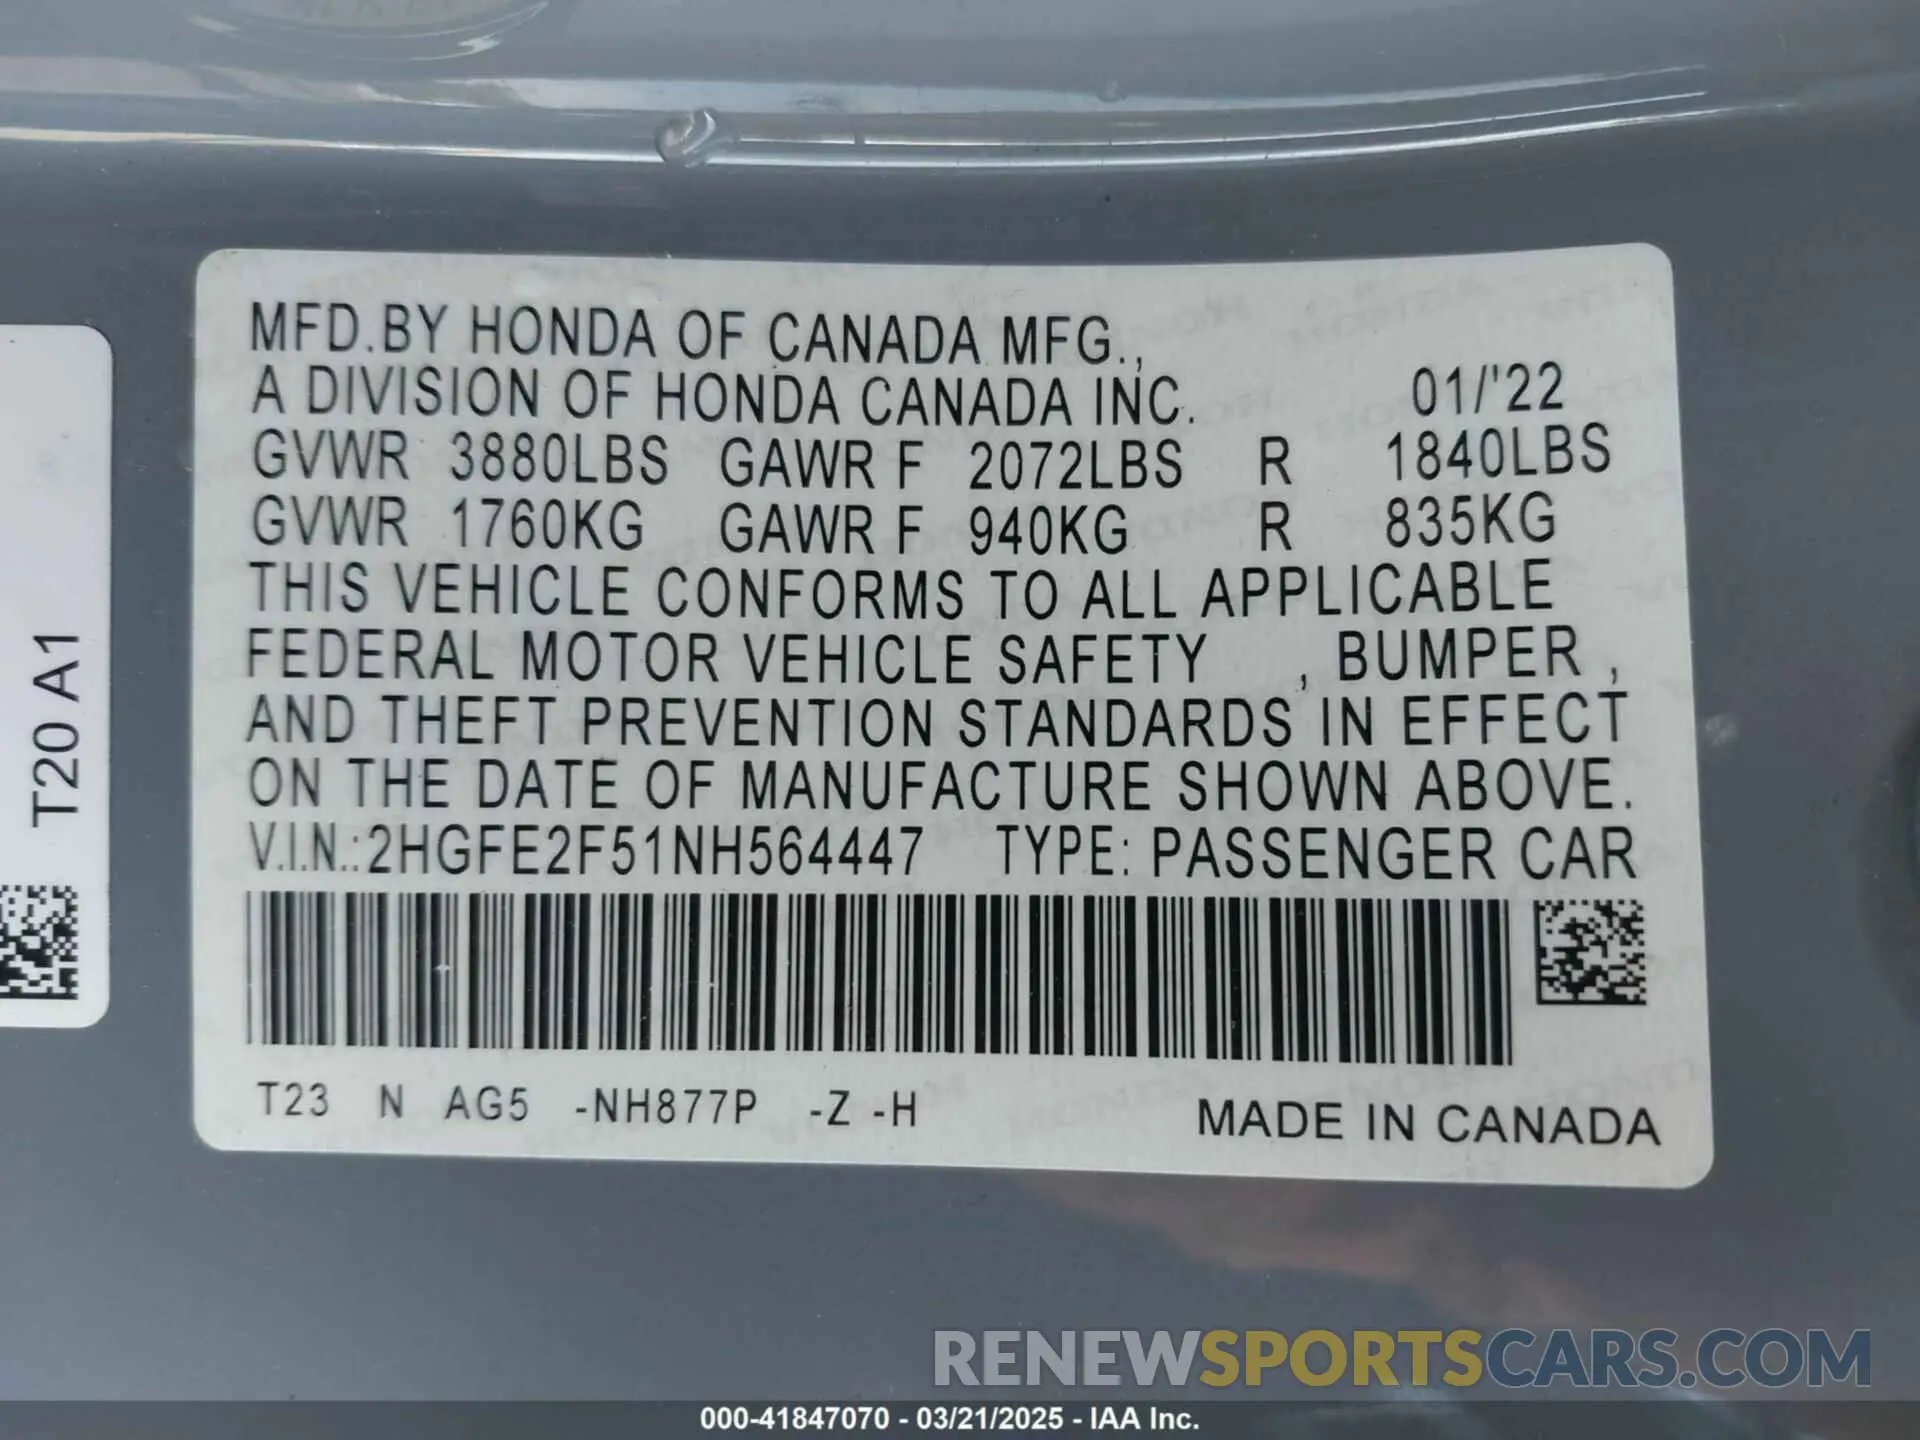 MFD.BY HONDA OF CANADA MFG.,
A DIVISION OF HONDA CANADA INC. 01/'22
GVWR 3880LBS GAWR F 2072LBS R 1840LBS
GVWR 1760KG GAWR F 940KG R 835KG
THIS VEHICLE CONFORMS TO ALL APPLICABLE
FEDERAL MOTOR VEHICLE SAFETY , BUMPER ,
AND THEFT PREVENTION STANDARDS IN EFFECT
ON THE DATE OF MANUFACTURE SHOWN ABOVE.
V.I.N.:2HGFE2F51NH564447 TYPE: PASSENGER CAR
T23 N AG5 -NH877P -Z -H
MADE IN CANADA
T20 A1
RENEWSPORTSCARS.COM
000-41847070 - 03/21/2025 - IAA Inc.